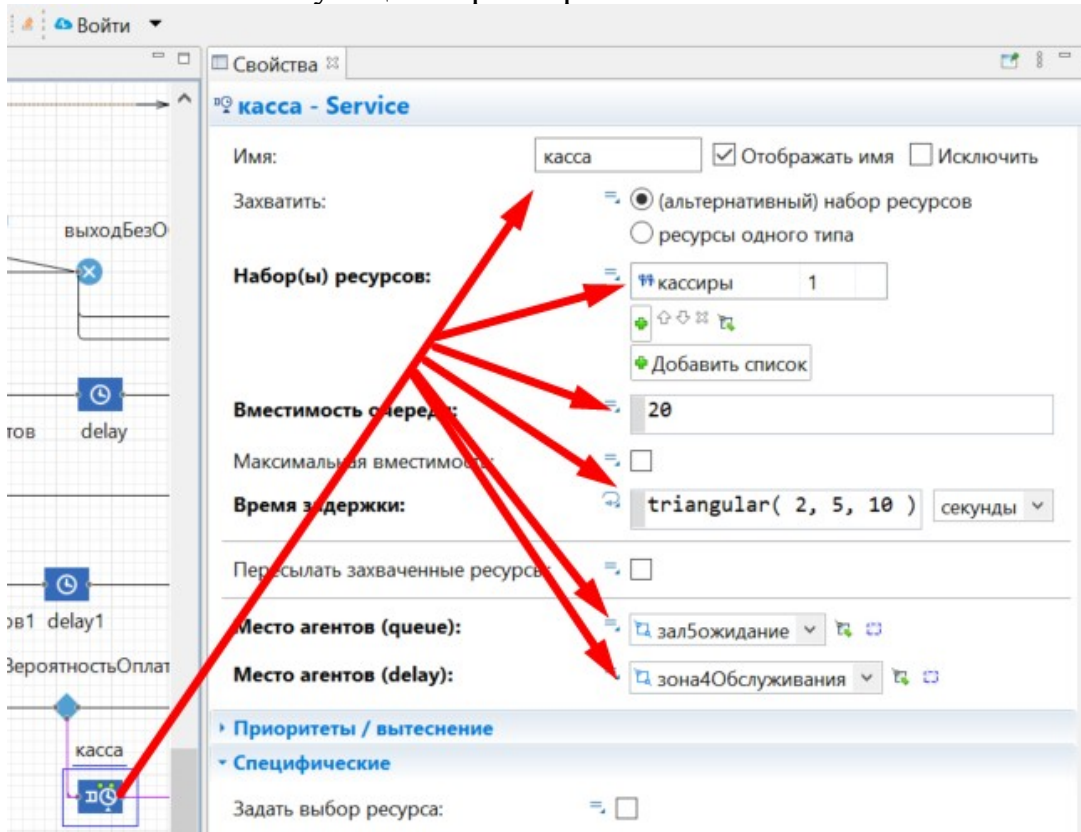 Войти
Свойства
касса - Service
Имя: касса Отображать имя Исключить
Захватить: (альтернативный) набор ресурсов
ресурсы одного типа
выходБезО
Набор(ы) ресурсов: кассиры 1
Добавить список
Вместимость очереди: 20
тов delay
Максимальная вместимость:
Время задержки: triangular( 2, 5, 10 ) секунды
Пересылать захваченные ресурсы:
ов1 delay1
Место агентов (queue): зал5ожидание
ВероятностьОплат
Место агентов (delay): зона4Обслуживания
Приоритеты / вытеснение
касса
Специфические
Задать выбор ресурса: